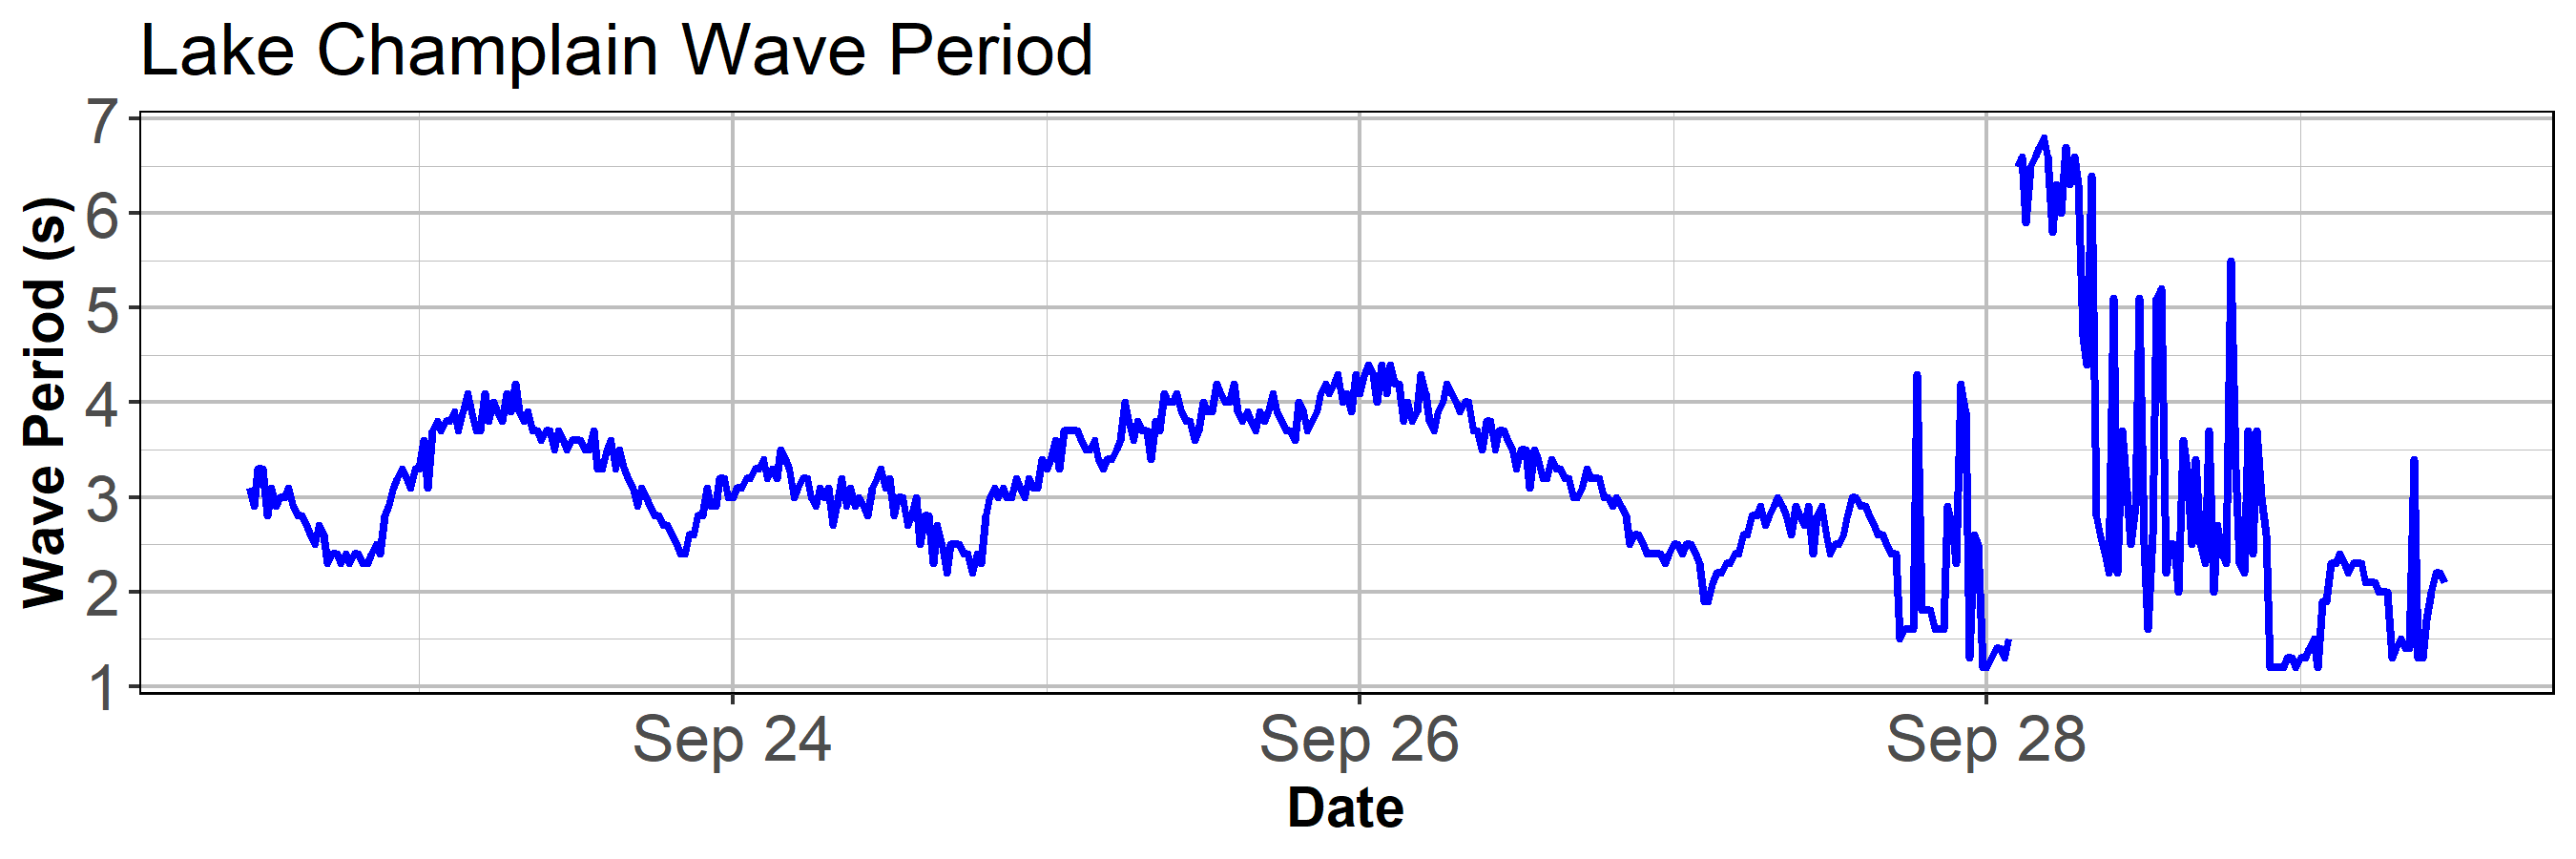 Lake Champlain Wave Period
Wave Period (s)
7
6
5
4
3
2
1
Sep 24
Sep 26
Sep 28
Date